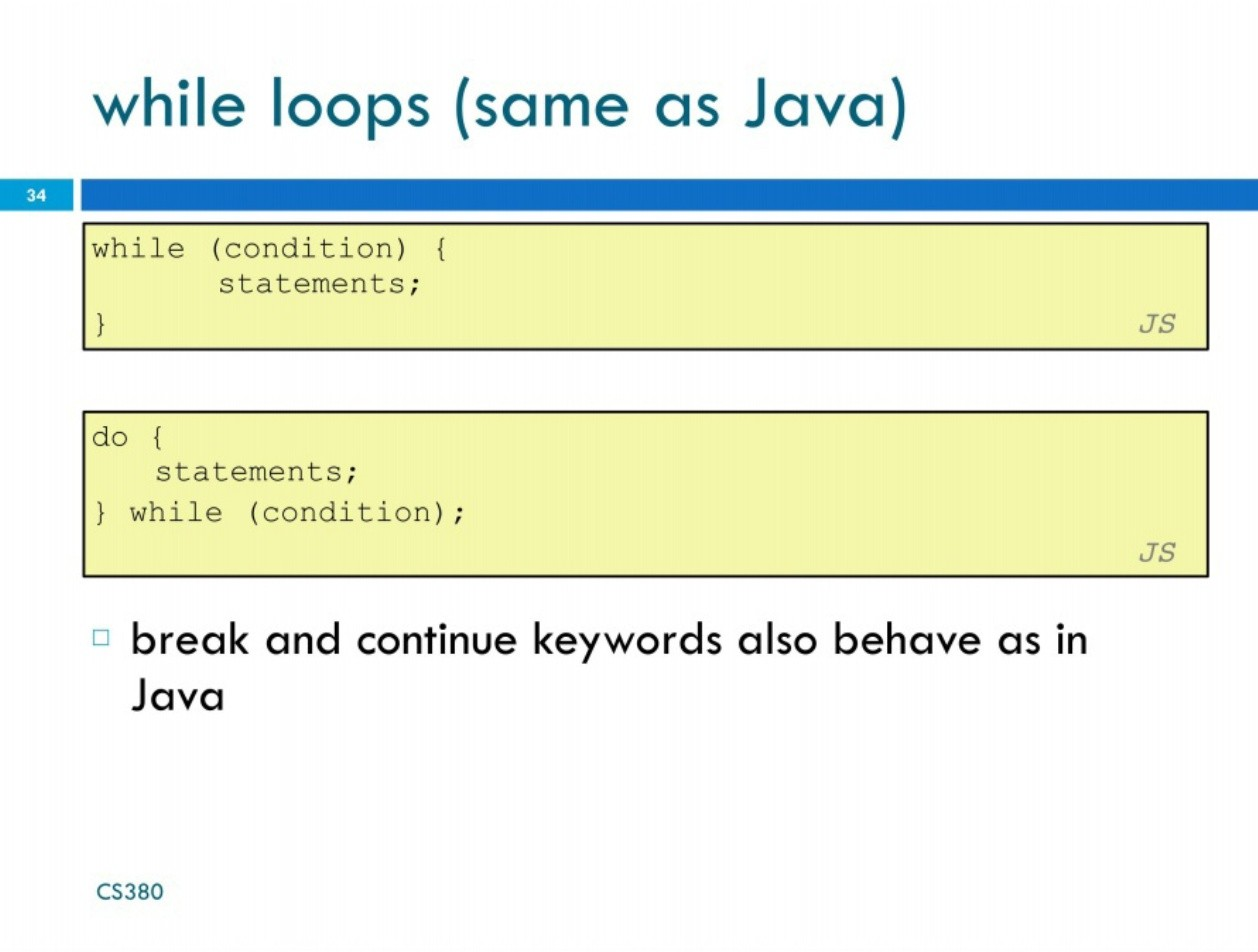 while loops (same as Java)
34
while (condition) {
statements;
}
JS
do {
statements;
} while (condition);
JS
break and continue keywords also behave as in
Java
CS380